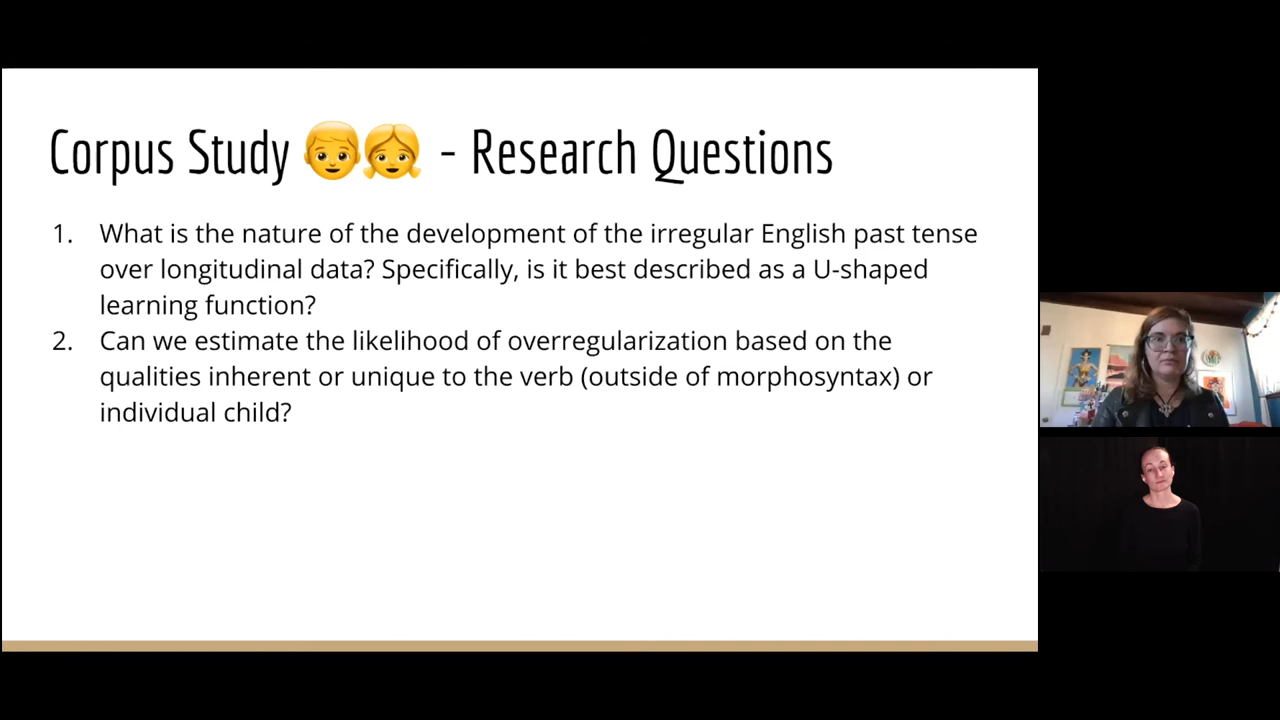 Corpus Study 👦👧 - Research Questions
1. What is the nature of the development of the irregular English past tense
over longitudinal data? Specifically, is it best described as a U-shaped
learning function?
2. Can we estimate the likelihood of overregularization based on the
qualities inherent or unique to the verb (outside of morphosyntax) or
individual child?